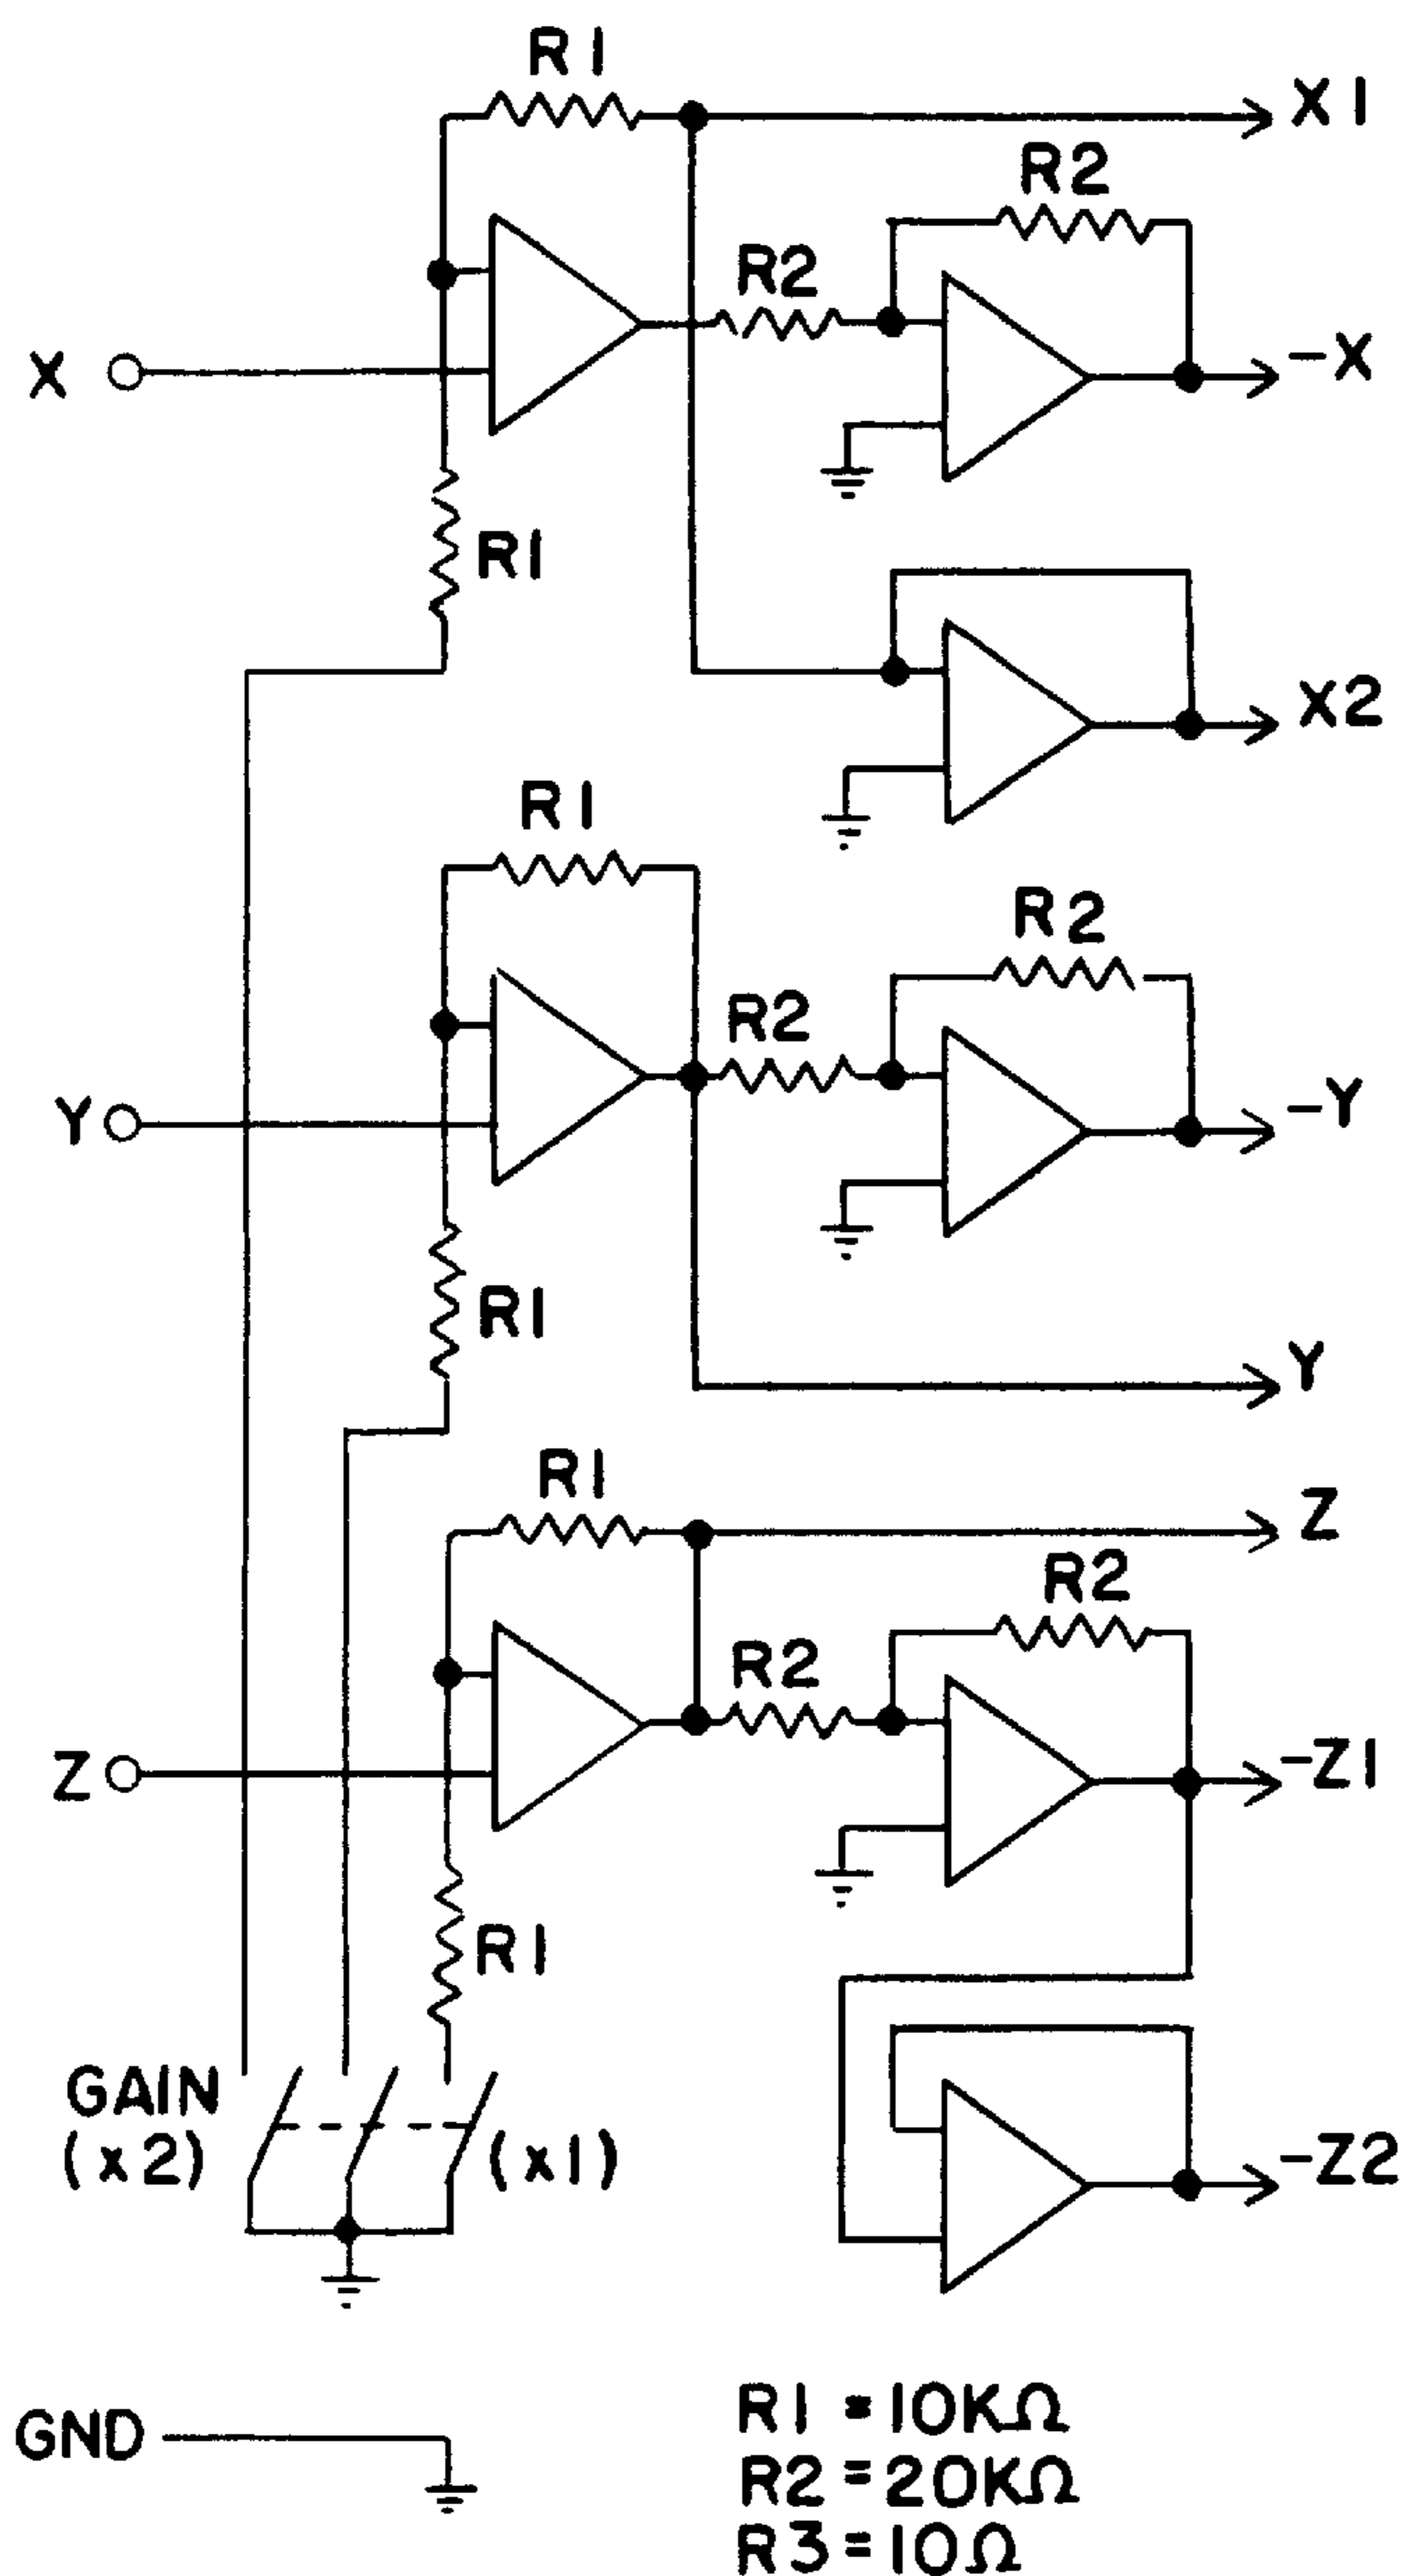 R1
X1
R2
R2
X
-X
R1
X2
R1
R2
R2
Y
-Y
R1
Y
R1
Z
R2
R2
Z
-Z1
R1
GAIN
(x2)
(x1)
-Z2
GND
R1 = 10KΩ
R2 = 20KΩ
R3 = 10Ω